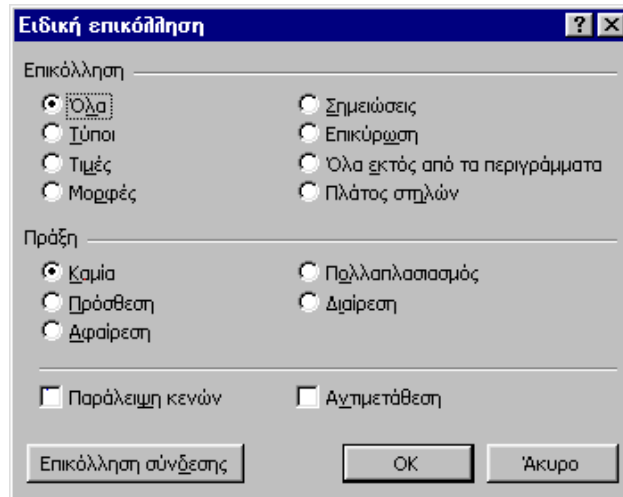 Ειδική επικόλληση
Επικόλληση
Όλα
Σημειώσεις
Τύποι
Επικύρωση
Τιμές
Όλα εκτός από τα περιγράμματα
Μορφές
Πλάτος στηλών
Πράξη
Καμία
Πολλαπλασιασμός
Πρόσθεση
Διαίρεση
Αφαίρεση
Παράλειψη κενών
Αντιμετάθεση
Επικόλληση σύνδεσης
OK
Άκυρο